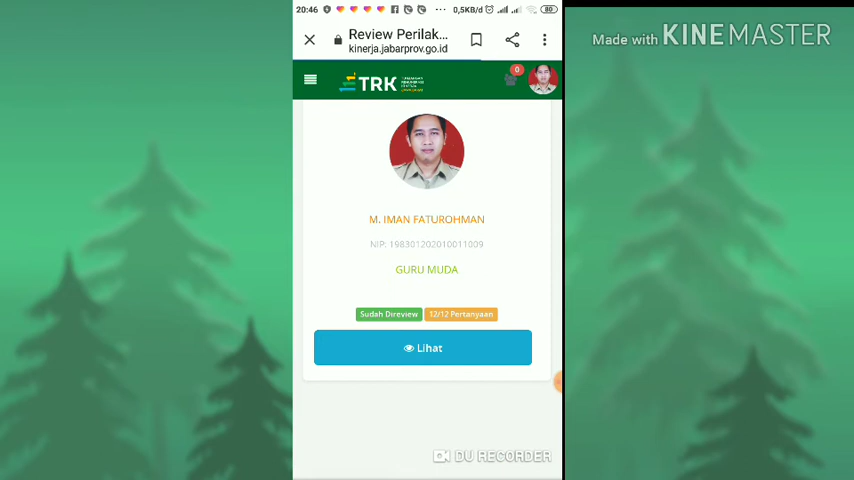 20:46
0,5KB/d
80
Review Perilak...
kinerja.jabarprov.go.id
Made with KINEMASTER
TRK
0
M. IMAN FATUROHMAN
NIP: 198301202010011009
GURU MUDA
Sudah Direview
12/12 Pertanyaan
Lihat
DU RECORDER